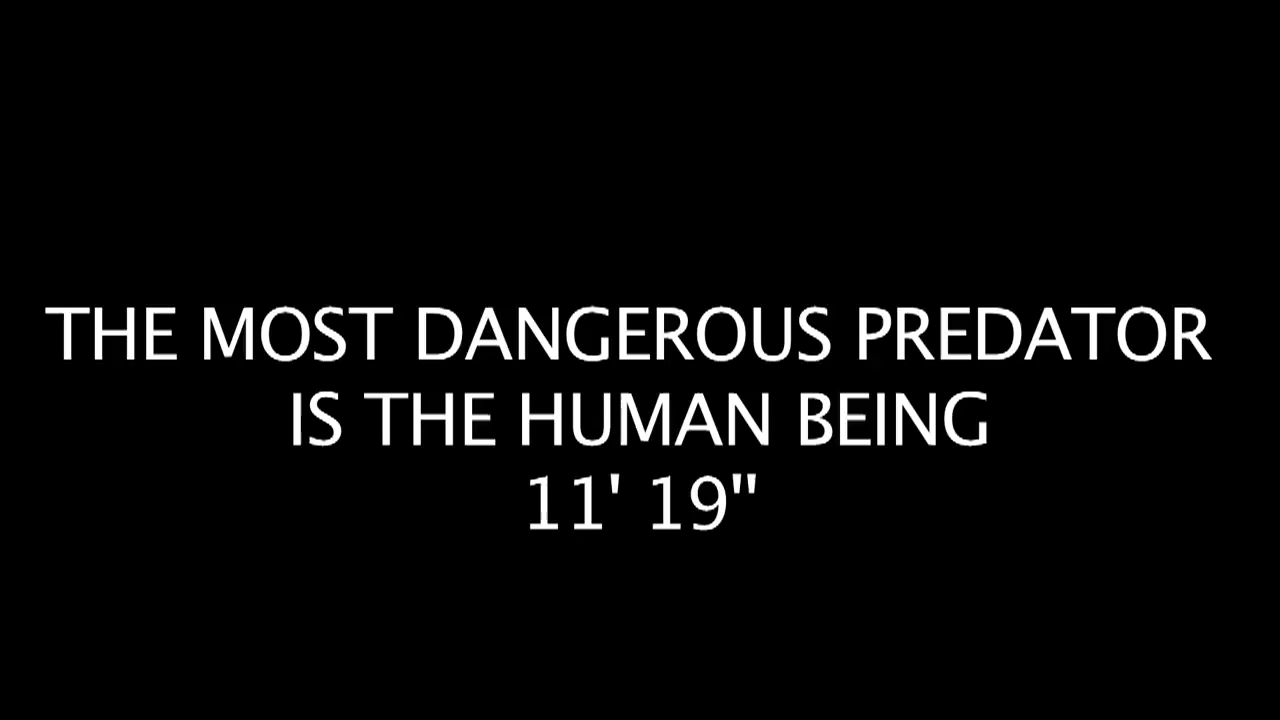 THE MOST DANGEROUS PREDATOR
IS THE HUMAN BEING
11' 19"